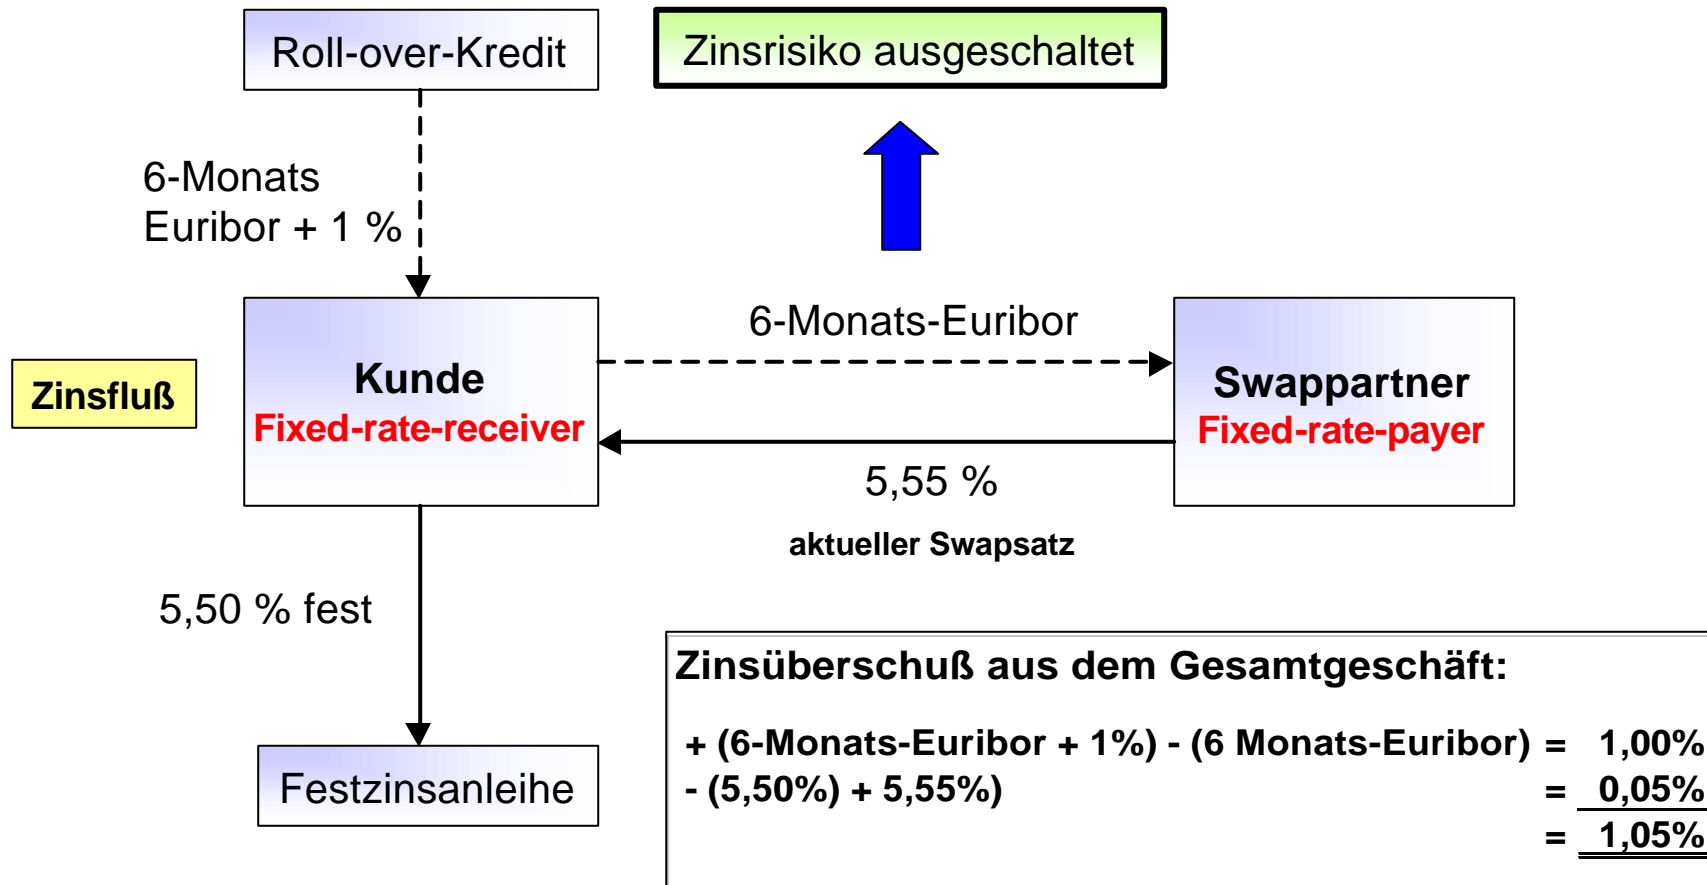 Roll-over-Kredit
Zinsrisiko ausgeschaltet
6-Monats
Euribor + 1 %
6-Monats-Euribor
Zinsfluß
Kunde
Fixed-rate-receiver
Swappartner
Fixed-rate-payer
5,55 %
aktueller Swapsatz
5,50 % fest
Festzinsanleihe
Zinsüberschuß aus dem Gesamtgeschäft:
+ (6-Monats-Euribor + 1%) - (6 Monats-Euribor) = 1,00%
- (5,50%) + 5,55%) = 0,05%
= 1,05%